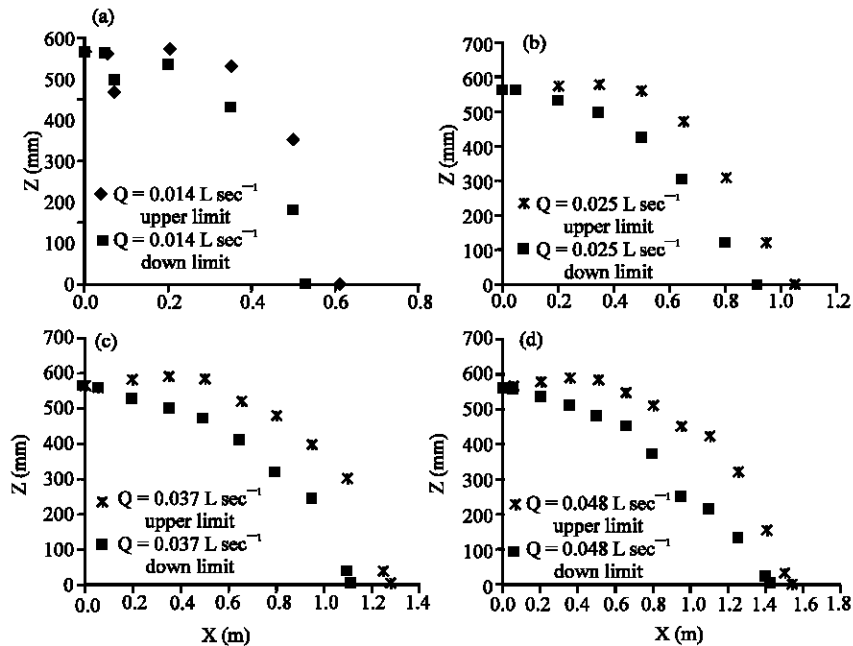 (a)
600
500
400
300
200
100
0
Z (mm)
Q = 0.014 L sec⁻¹
upper limit
Q = 0.014 L sec⁻¹
down limit
0.0 0.2 0.4 0.6 0.8
(b)
700
600
500
400
300
200
100
0
Z (mm)
Q = 0.025 L sec⁻¹
upper limit
Q = 0.025 L sec⁻¹
down limit
0.0 0.2 0.4 0.6 0.8 1.0 1.2
(c)
700
600
500
400
300
200
100
0
Z (mm)
Q = 0.037 L sec⁻¹
upper limit
Q = 0.037 L sec⁻¹
down limit
0.0 0.2 0.4 0.6 0.8 1.0 1.2 1.4
X (m)
(d)
700
600
500
400
300
200
100
0
Z (mm)
Q = 0.048 L sec⁻¹
upper limit
Q = 0.048 L sec⁻¹
down limit
0.0 0.2 0.4 0.6 0.8 1.0 1.2 1.4 1.6 1.8
X (m)